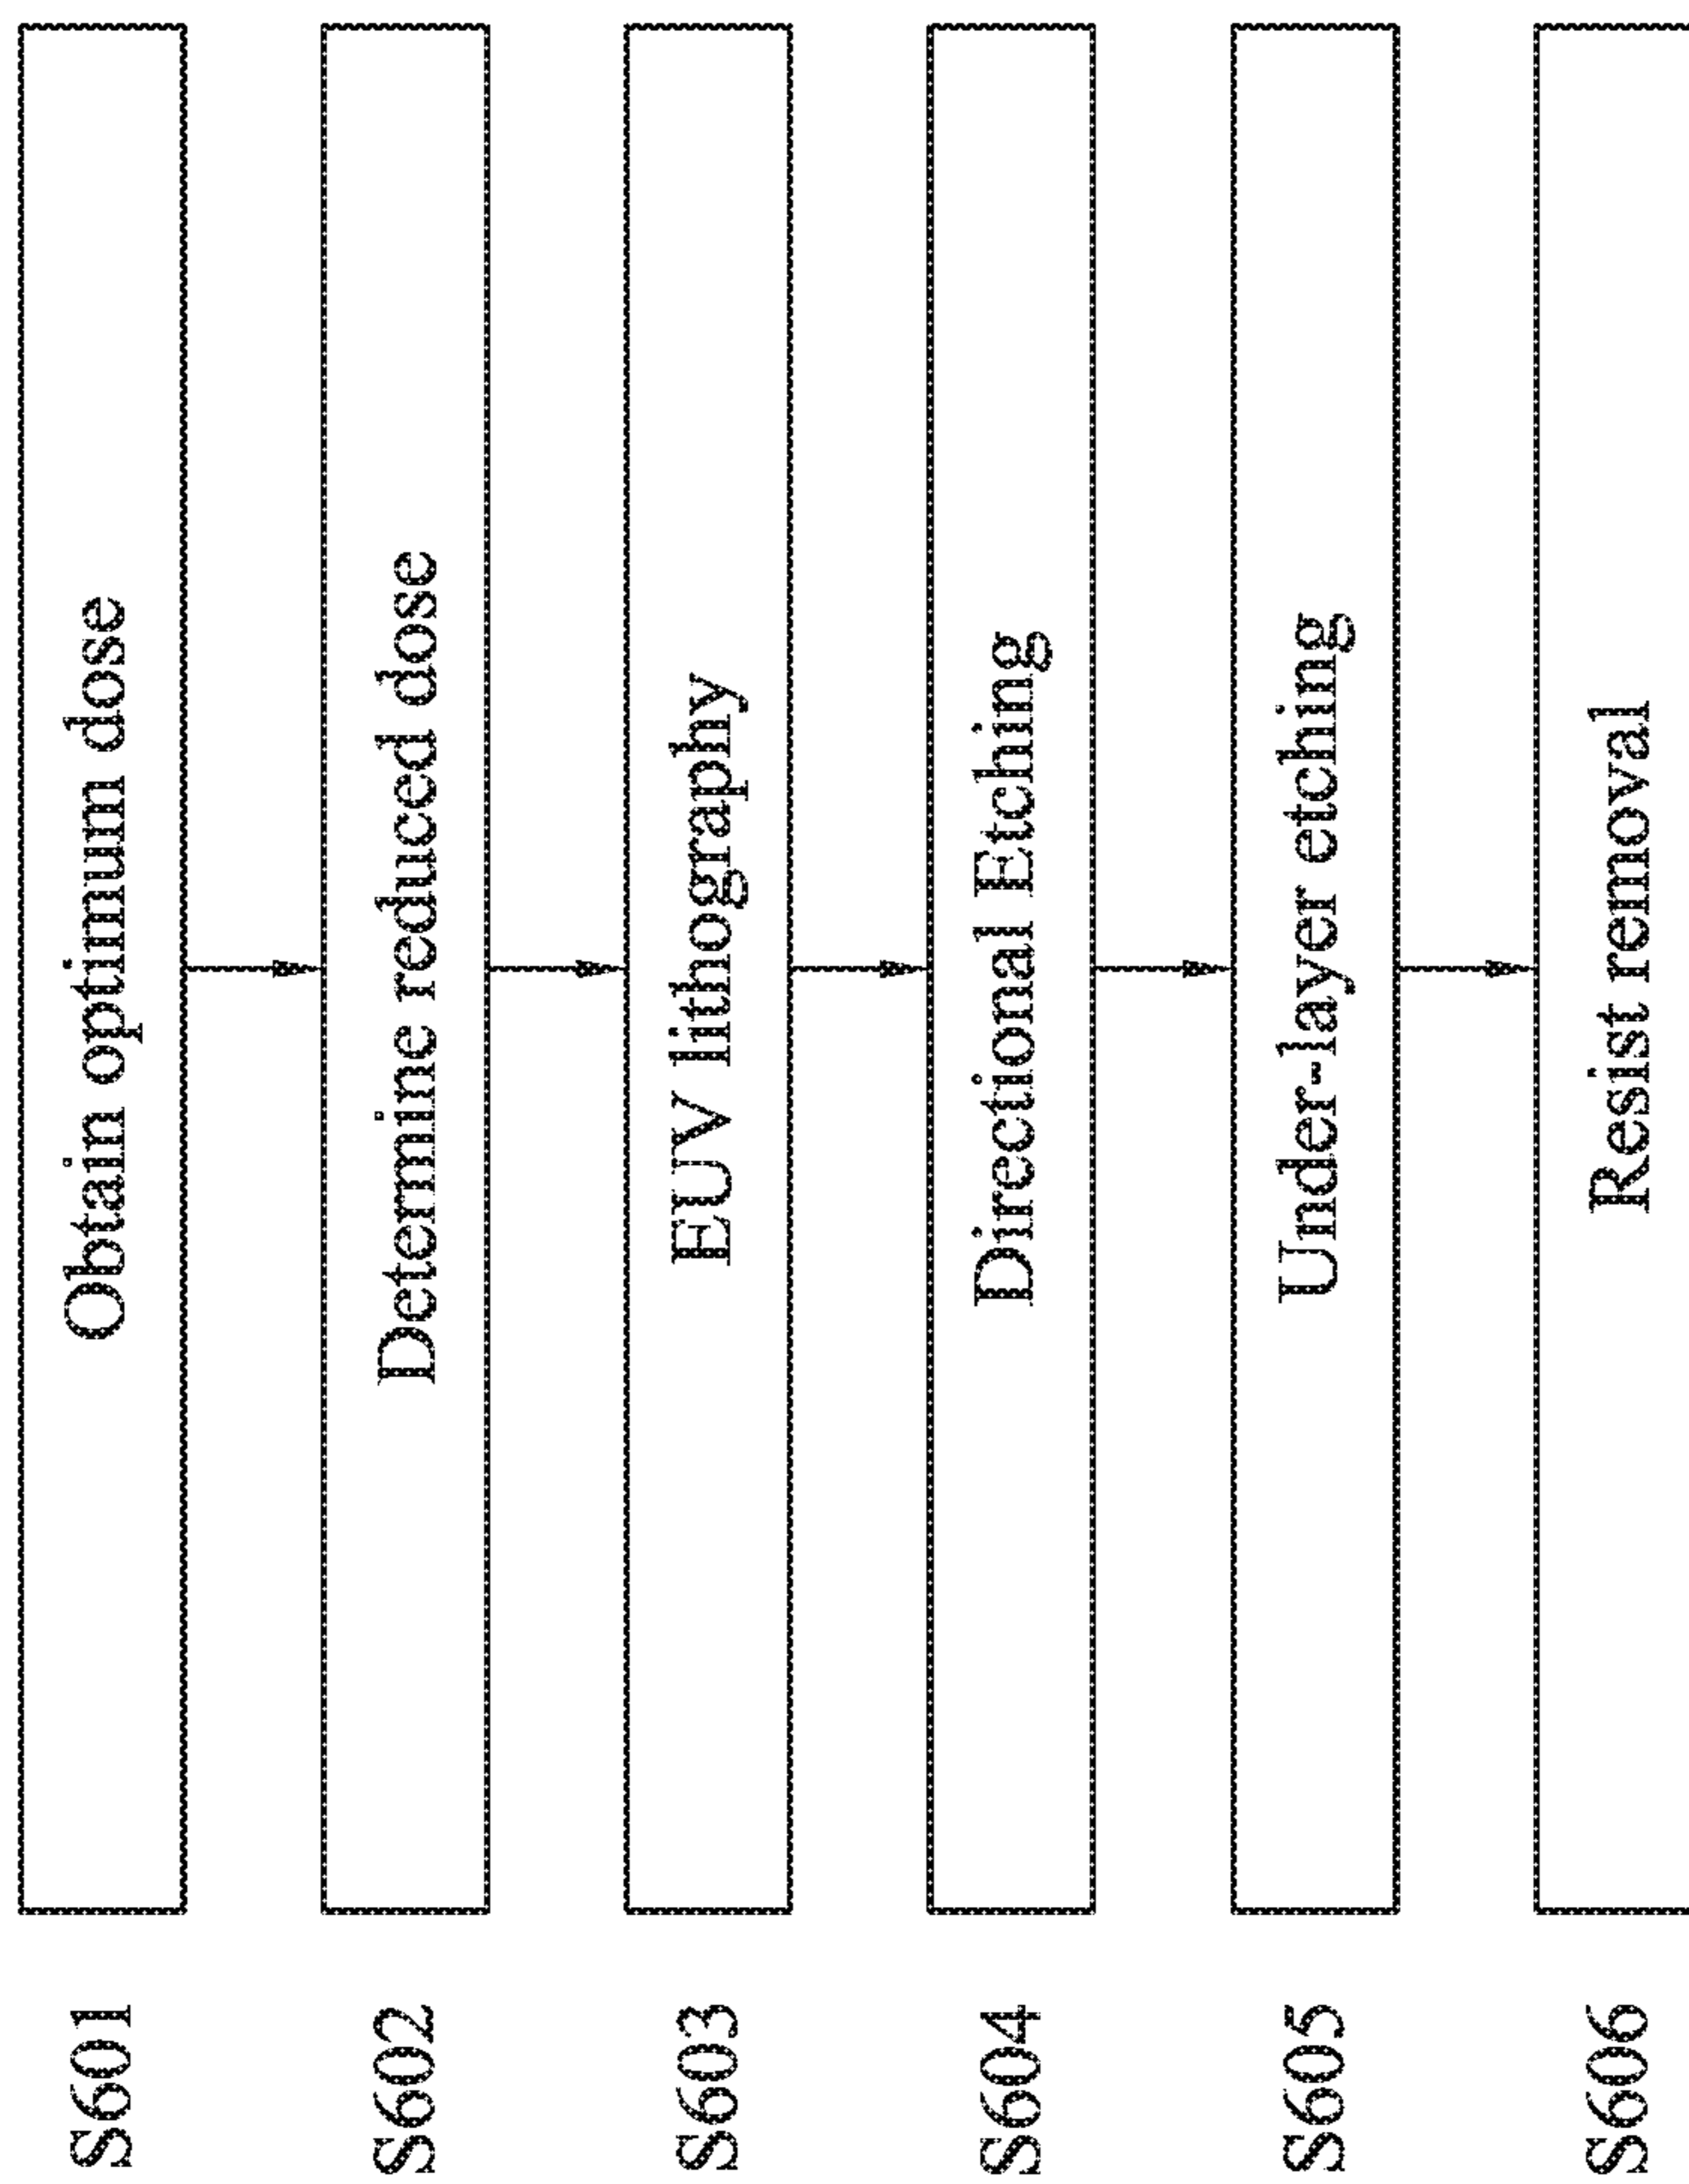 S601 Obtain optimum dose
S602 Determine reduced dose
S603 EUV lithography
S604 Directional Etching
S605 Under-layer etching
S606 Resist removal